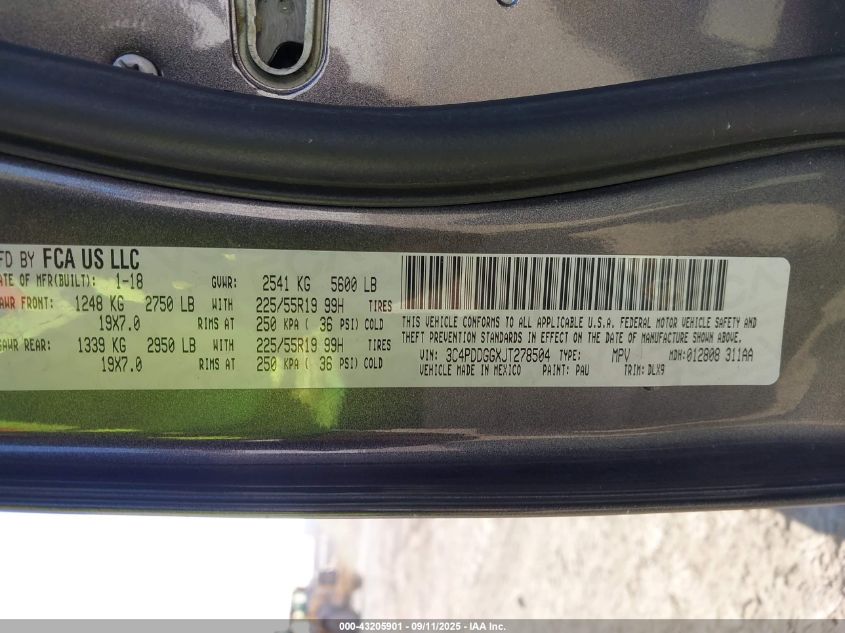 FD BY FCA US LLC
ATE OF MFR(BUILT): 1-18 GVWR: 2541 KG 5600 LB
AWR FRONT: 1248 KG 2750 LB WITH 225/55R19 99H TIRES
19X7.0 RIMS AT 250 KPA ( 36 PSI) COLD
GAWR REAR: 1339 KG 2950 LB WITH 225/55R19 99H TIRES
19X7.0 RIMS AT 250 KPA ( 36 PSI) COLD
THIS VEHICLE CONFORMS TO ALL APPLICABLE U.S.A. FEDERAL MOTOR VEHICLE SAFETY AND
THEFT PREVENTION STANDARDS IN EFFECT ON THE DATE OF MANUFACTURE SHOWN ABOVE.
VIN: 3C4PDDGGXJT278504 TYPE: MPV MDH:012808 311AA
VEHICLE MADE IN MEXICO PAINT: PAU TRIM: DLX9
000-43205901 - 09/11/2025 - IAA Inc.